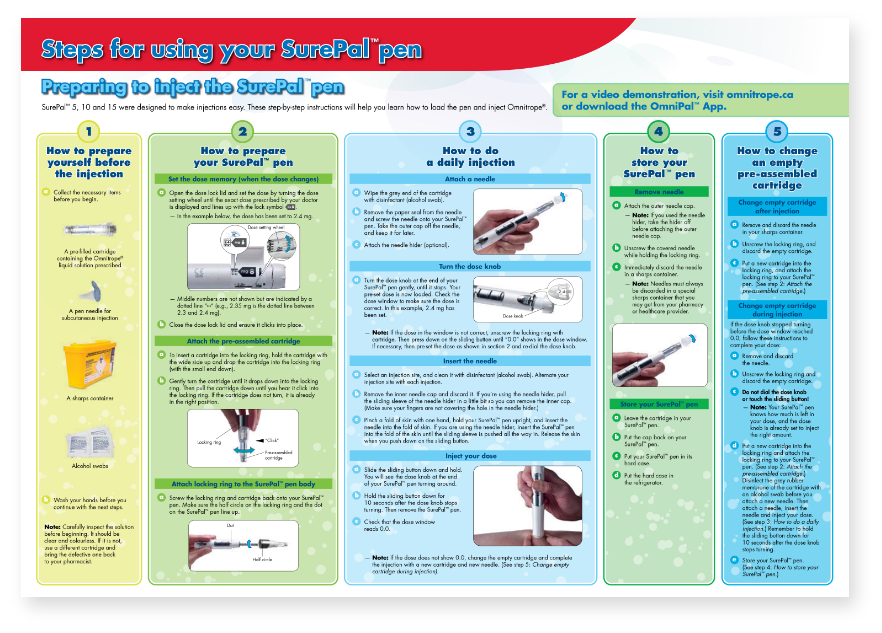 Steps for using your SurePal™ pen
Preparing to inject the SurePal™ pen
SurePal™ 5, 10 and 15 were designed to make injections easy. These step-by-step instructions will help you learn how to load the pen and inject Omnitrope®.
For a video demonstration, visit omnitrope.ca
or download the OmniPal™ App.
1
How to prepare
yourself before
the injection
a Collect the necessary items
before you begin.
A pre-filled cartridge
containing the Omnitrope®
liquid solution prescribed
A pen needle for
subcutaneous injection
A sharps container
Alcohol swabs
b Wash your hands before you
continue with the next steps.
Note: Carefully inspect the solution
before beginning. It should be
clear and colourless. If it is not,
use a different cartridge and
bring the defective one back
to your pharmacist.
2
How to prepare
your SurePal™ pen
Set the dose memory (when the dose changes)
a Open the dose lock lid and set the dose by turning the dose
setting wheel until the exact dose prescribed by your doctor
is displayed and lines up with the lock symbol
– In the example below, the dose has been set to 2.4 mg.
Dose setting wheel
– Middle numbers are not shown but are indicated by a
dotted line "–" (e.g., 2.35 mg is the dotted line between
2.3 and 2.4 mg).
b Close the dose lock lid and ensure it clicks into place.
Attach the pre-assembled cartridge
a To insert a cartridge into the locking ring, hold the cartridge with
the wide side up and drop the cartridge into the locking ring
(with the small end down).
b Gently turn the cartridge until it drops down into the locking
ring. Then pull the cartridge down until you hear it click into
the locking ring. If the cartridge does not turn, it is already
in the right position.
Locking ring
"Click"
Pre-assembled
cartridge
Attach locking ring to the SurePal™ pen body
a Screw the locking ring and cartridge back onto your SurePal™
pen. Make sure the half circle on the locking ring and the dot
on the SurePal™ pen line up.
Dot
Half circle
3
How to do
a daily injection
Attach a needle
a Wipe the grey end of the cartridge
with disinfectant (alcohol swab).
b Remove the paper seal from the needle
and screw the needle onto your SurePal™
pen. Take the outer cap off the needle,
and keep it for later.
c Attach the needle hider (optional).
Turn the dose knob
a Turn the dose knob at the end of your
SurePal™ pen gently, until it stops. Your
pre-set dose is now loaded. Check the
dose window to make sure the dose is
correct. In this example, 2.4 mg has
been set.
Dose knob
– Note: If the dose in the window is not correct, unscrew the locking ring with
cartridge. Then press down on the sliding button until "0.0" shows in the dose window.
If necessary, then pre-set the dose as shown in section 2 and re-dial the dose knob.
Insert the needle
a Select an injection site, and clean it with disinfectant (alcohol swab). Alternate your
injection site with each injection.
b Remove the inner needle cap and discard it. If you're using the needle hider, pull
the sliding sleeve of the needle hider in a little bit so you can remove the inner cap.
(Make sure your fingers are not covering the hole in the needle hider.)
c Pinch a fold of skin with one hand, hold your SurePal™ pen upright, and insert the
needle into the fold of skin. If you are using the needle hider, insert the SurePal™ pen
into the fold of the skin until the sliding sleeve is pushed all the way in. Release the skin
when you push down on the sliding button.
Inject your dose
a Slide the sliding button down and hold.
You will see the dose knob at the end
of your SurePal™ pen turning around.
b Hold the sliding button down for
10 seconds after the dose knob stops
turning. Then remove the SurePal™ pen.
c Check that the dose window
reads 0.0.
– Note: If the dose does not show 0.0, change the empty cartridge and complete
the injection with a new cartridge and new needle. (See step 5: Change empty
cartridge during injection).
4
How to
store your
SurePal™ pen
Remove needle
a Attach the outer needle cap.
– Note: If you used the needle
hider, take the hider off
before attaching the outer
needle cap.
b Unscrew the covered needle
while holding the locking ring.
c Immediately discard the needle
in a sharps container.
– Note: Needles must always
be discarded in a special
sharps container that you
may get from your pharmacy
or healthcare provider.
Store your SurePal™ pen
a Leave the cartridge in your
SurePal™ pen.
b Put the cap back on your
SurePal™ pen.
c Put your SurePal™ pen in its
hard case.
d Put the hard case in
the refrigerator.
5
How to change
an empty
pre-assembled
cartridge
Change empty cartridge
after injection
a Remove and discard the needle
in your sharps container.
b Unscrew the locking ring, and
discard the empty cartridge.
c Put a new cartridge into the
locking ring, and attach the
locking ring to your SurePal™
pen. (See step 2: Attach the
pre-assembled cartridge.)
Change empty cartridge
during injection
If the dose knob stopped turning
before the dose window reached
0.0, follow these instructions to
complete your dose:
a Remove and discard
the needle.
b Unscrew the locking ring and
discard the empty cartridge.
c Do not dial the dose knob
or touch the sliding button!
– Note: Your SurePal™ pen
knows how much is left in
your dose, and the dose
knob is already set to inject
the right amount.
d Put a new cartridge into the
locking ring and attach the
locking ring to your SurePal™
pen. (See step 2: Attach the
pre-assembled cartridge.)
Disinfect the grey rubber
membrane of the cartridge with
an alcohol swab before you
attach a new needle. Then
attach a needle, insert the
needle and inject your dose.
(See step 3: How to do a daily
injection.) Remember to hold
the sliding button down for
10 seconds after the dose knob
stops turning.
e Store your SurePal™ pen.
(See step 4: How to store your
SurePal™ pen.)